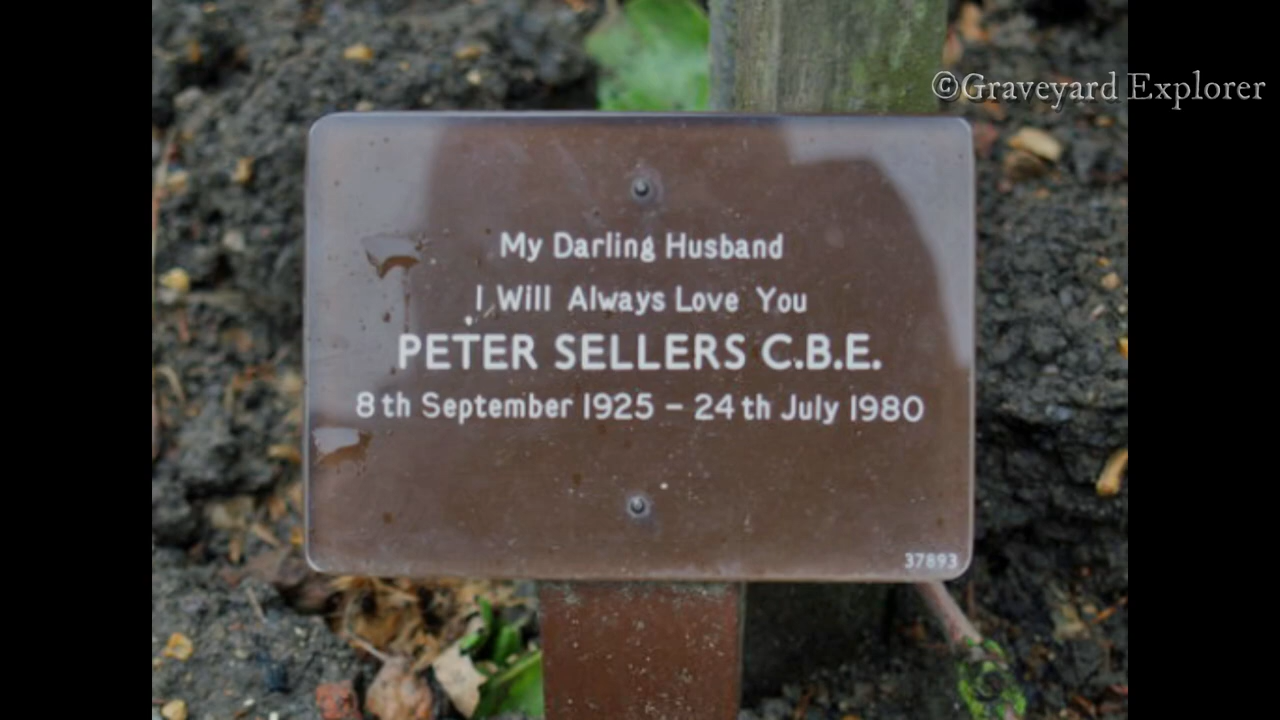 ©Graveyard Explorer
My Darling Husband
I Will Always Love You
PETER SELLERS C.B.E.
8th September 1925 – 24th July 1980
37893